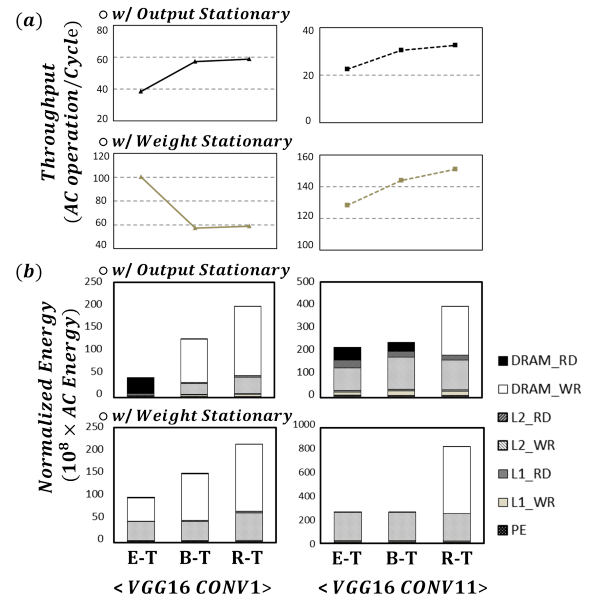 (a) ○ w/ Output Stationary
Throughput
(AC operation/Cycle)
80
60
40
20
40
20
0
○ w/ Weight Stationary
120
100
80
60
40
160
140
120
100
(b) ○ w/ Output Stationary
Normalized Energy
(10⁸ × AC Energy)
250
200
150
100
50
0
500
400
300
200
100
0
○ w/ Weight Stationary
250
200
150
100
50
0
1000
800
600
400
200
0
E-T B-T R-T
E-T B-T R-T
< VGG16 CONV1>
< VGG16 CONV11>
DRAM_RD
DRAM_WR
L2_RD
L2_WR
L1_RD
L1_WR
PE